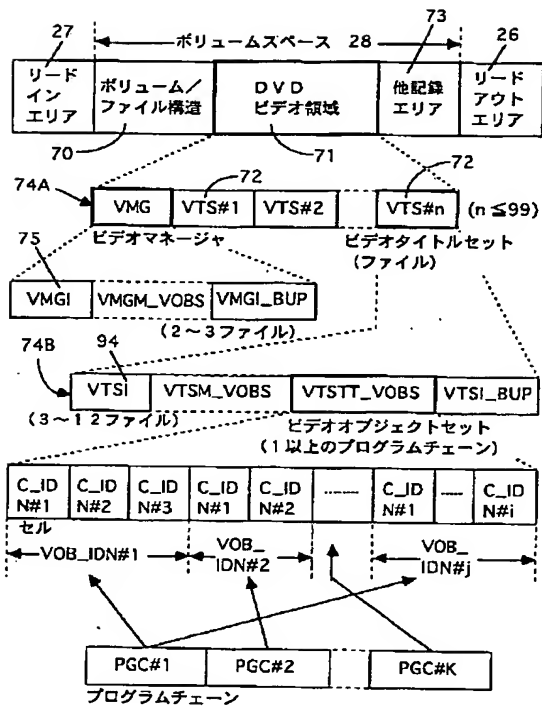 27
ボリュームスペース 28
73
26
リード
イン
エリア
ボリューム/
ファイル構造
DVD
ビデオ領域
他記録
エリア
リード
アウト
エリア
70
71
72
72
74A
VMG
VTS#1
VTS#2
VTS#n
(n≦99)
ビデオマネージャ
ビデオタイトルセット
(ファイル)
75
VMGI
VMGM_VOBS
VMGI_BUP
(2〜3ファイル)
74B
94
VTSI
VTSM_VOBS
VTSTT_VOBS
VTSI_BUP
(3〜12ファイル)
ビデオオブジェクトセット
(1以上のプログラムチェーン)
C_ID
N#1
C_ID
N#2
C_ID
N#3
C_ID
N#1
C_ID
N#2
C_ID
N#1
C_ID
N#i
セル
VOB_IDN#1
VOB_
IDN#2
VOB_
IDN#j
PGC#1
PGC#2
PGC#K
プログラムチェーン